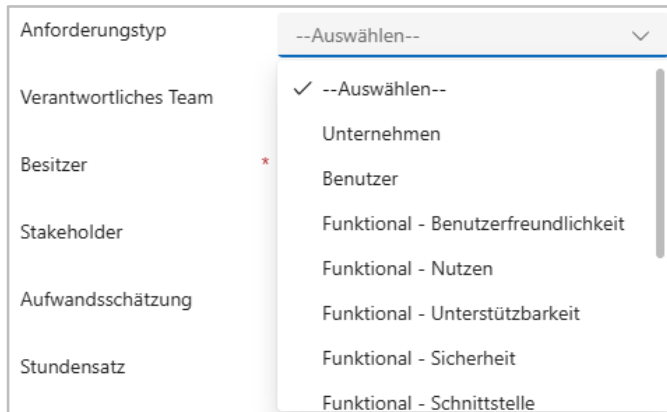 Anforderungstyp
--Auswählen--
Verantwortliches Team
Besitzer *
Stakeholder
Aufwandsschätzung
Stundensatz
--Auswählen--
Unternehmen
Benutzer
Funktional - Benutzerfreundlichkeit
Funktional - Nutzen
Funktional - Unterstützbarkeit
Funktional - Sicherheit
Funktional - Schnittstelle